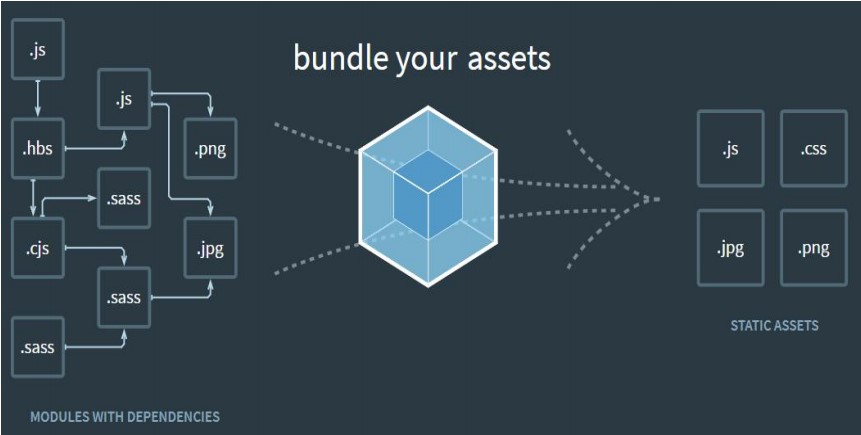 bundle your assets
.js
.js
.hbs
.png
.sass
.cjs
.jpg
.sass
.sass
MODULES WITH DEPENDENCIES
.js
.css
.jpg
.png
STATIC ASSETS